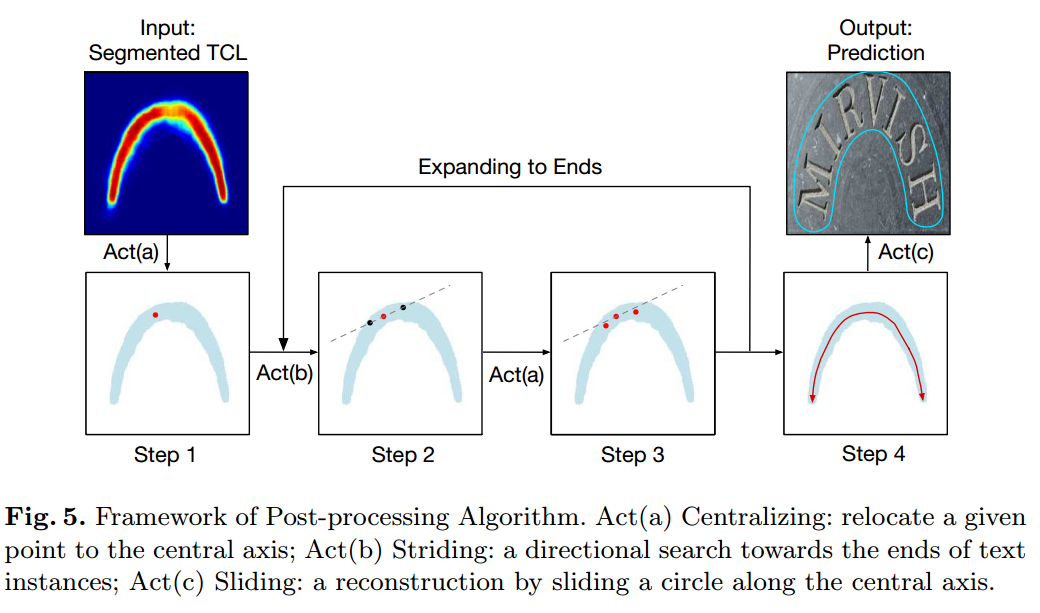 Input:
Segmented TCL
Output:
Prediction
MIRVISH
Expanding to Ends
Act(a)
Act(c)
Act(b)
Act(a)
Step 1
Step 2
Step 3
Step 4
Fig. 5. Framework of Post-processing Algorithm. Act(a) Centralizing: relocate a given
point to the central axis; Act(b) Striding: a directional search towards the ends of text
instances; Act(c) Sliding: a reconstruction by sliding a circle along the central axis.